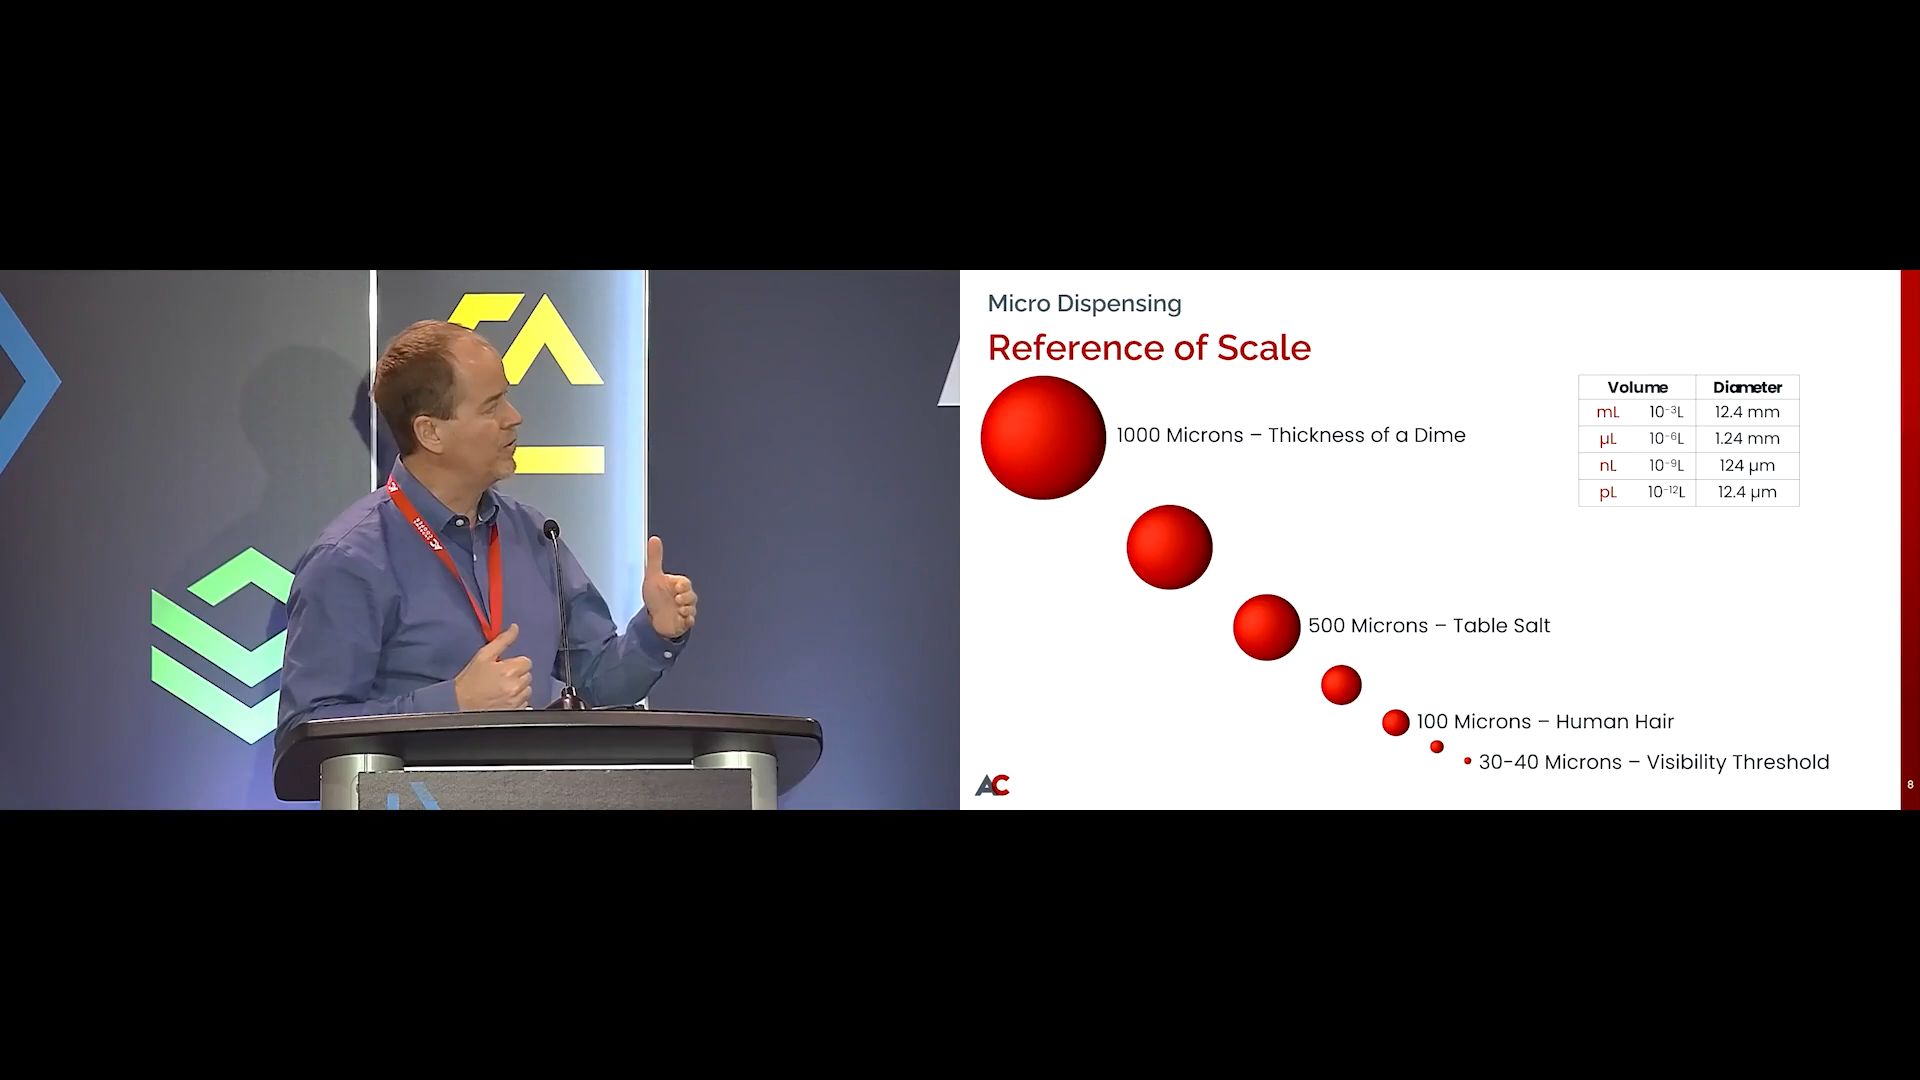 Micro Dispensing
Reference of Scale
1000 Microns – Thickness of a Dime
500 Microns – Table Salt
100 Microns – Human Hair
30-40 Microns – Visibility Threshold
Volume Diameter
mL 10⁻³L 12.4 mm
µL 10⁻⁶L 1.24 mm
nL 10⁻⁹L 124 µm
pL 10⁻¹²L 12.4 µm
AC
8